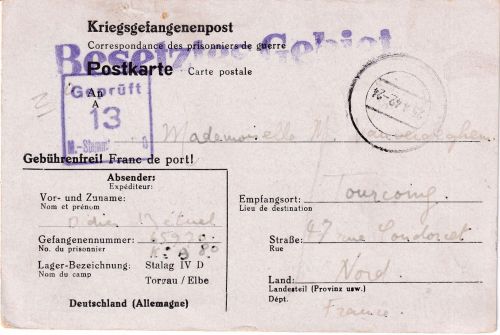 Kriegsgefangenenpost
Correspondance des prisonniers de guerre
Besetztes Gebiet
Postkarte Carte postale
Geprüft
13
An
A
Mademoiselle M.
Gebührenfrei! Franc de port!
Absender:
Expéditeur:
Vor- und Zuname:
Nom et prénom
Gefangenennummer:
No. du prisonnier
Lager-Bezeichnung: Stalag IV D
Nom du camp Torgau/Elbe
Deutschland (Allemagne)
Empfangsort: Tourcoing
Lieu de destination
Straße: 47 rue Condorcet
Rue
Land: Nord
Landesteil (Provinz usw.)
Dépt. France